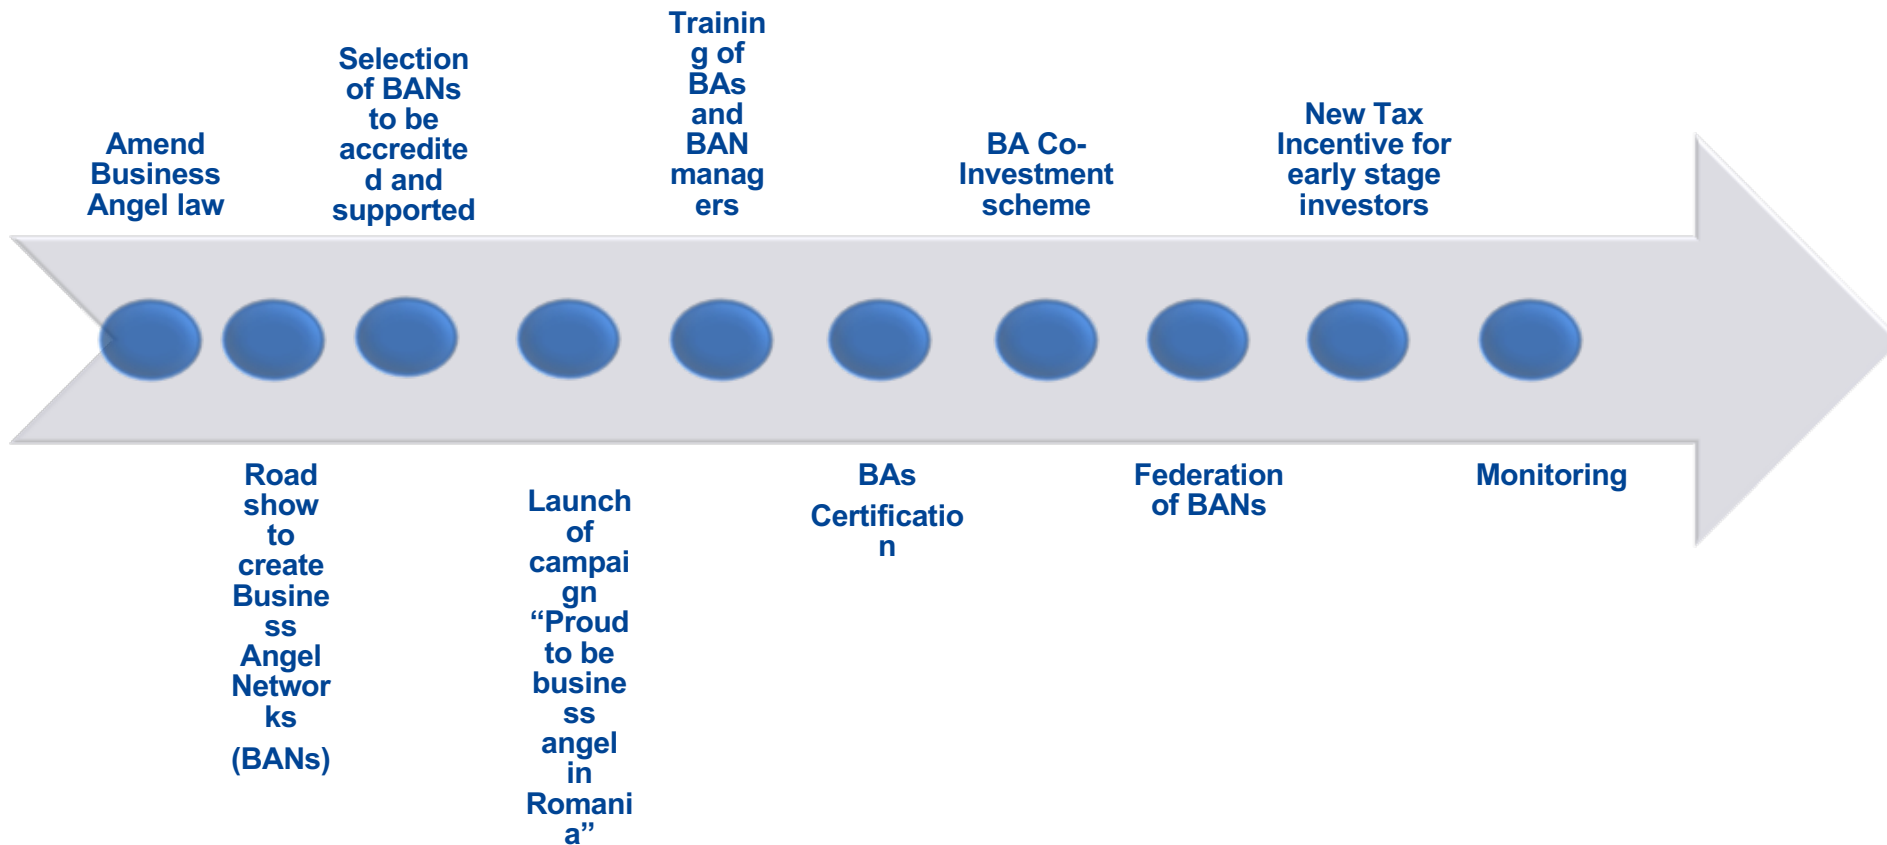 Amend
Business
Angel law
Road
show
to
create
Busine
ss
Angel
Networ
ks
(BANs)
Selection
of BANs
to be
accredite
d and
supported
Launch
of
campai
gn
“Proud
to be
busine
ss
angel
in
Romani
a”
Trainin
g of
BAs
and
BAN
manag
ers
BAs
Certificatio
n
BA Co-
Investment
scheme
Federation
of BANs
New Tax
Incentive for
early stage
investors
Monitoring